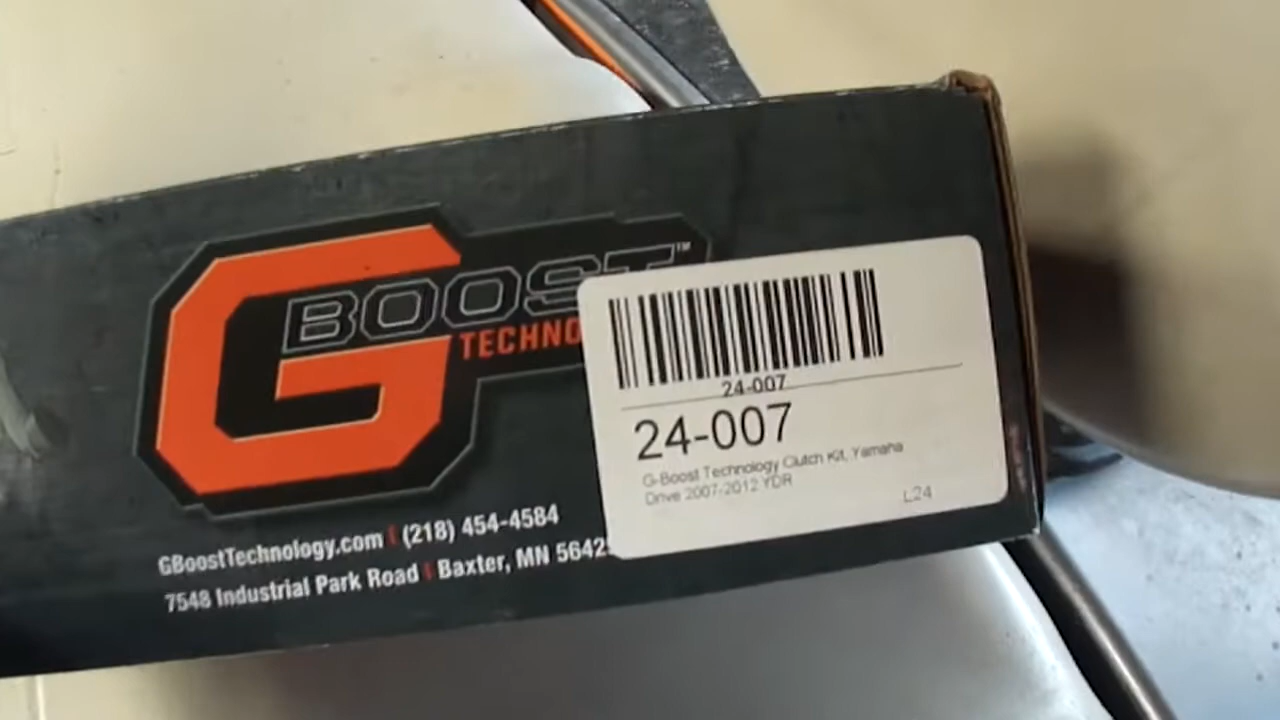 G BOOST™
TECHNO
GBoostTechnology.com | (218) 454-4584
7548 Industrial Park Road | Baxter, MN 5642
24-007
24-007
G-Boost Technology Clutch Kit, Yamaha
Drive 2007-2012 YDR
L24